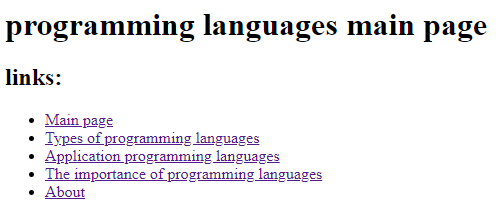 programming languages main page
links:
Main page
Types of programming languages
Application programming languages
The importance of programming languages
About